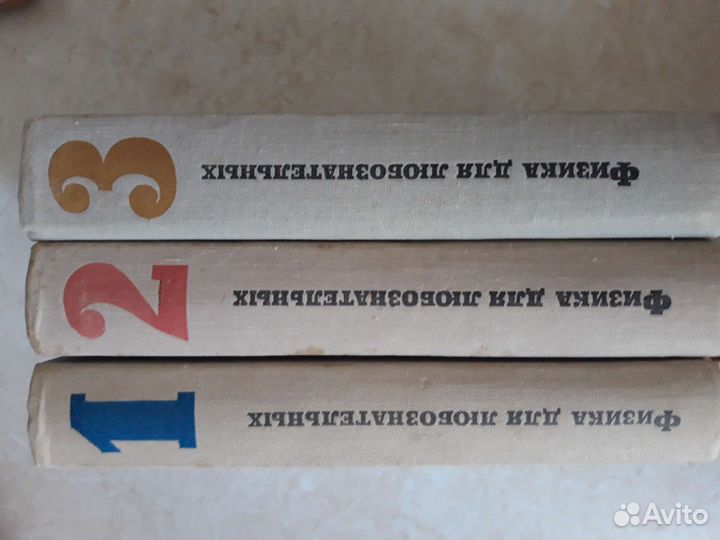 3 Физика для любознательных
2 Физика для любознательных
1 Физика для любознательных
Avito